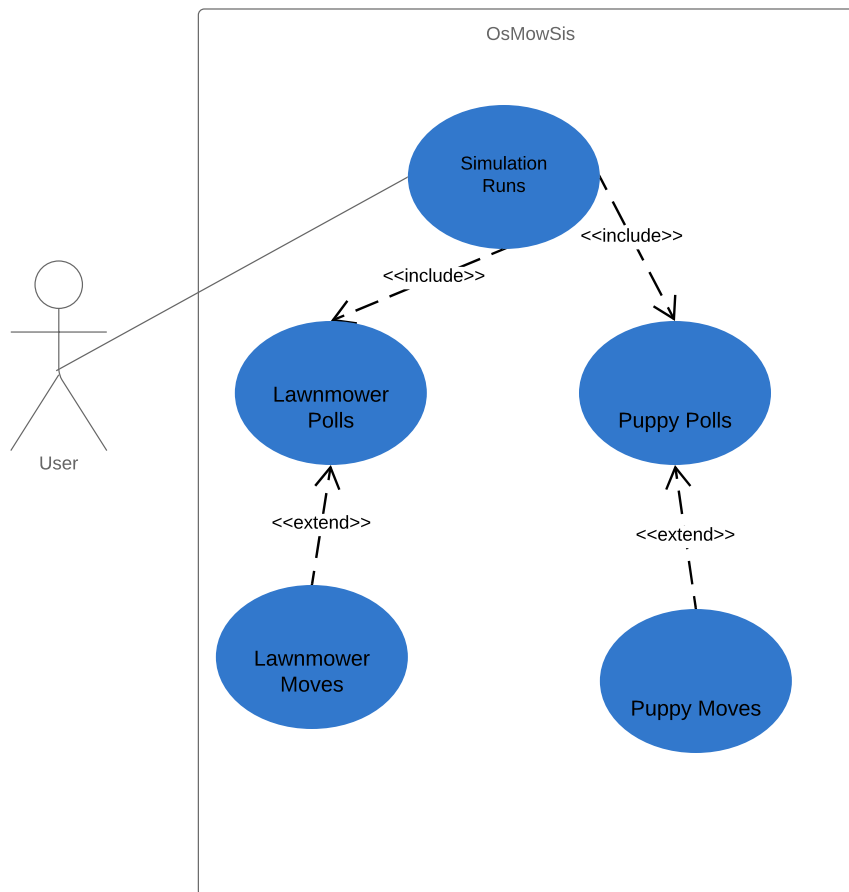 OsMowSis
Simulation
Runs
<<include>>
<<include>>
Lawnmower
Polls
Puppy Polls
User
<<extend>>
<<extend>>
Lawnmower
Moves
Puppy Moves